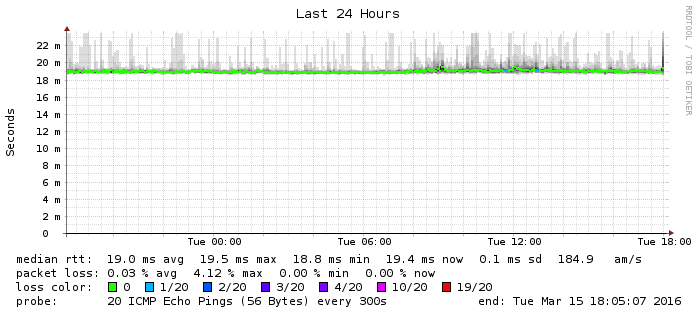 Last 24 Hours
RRDTOOL / TOBI OETIKER
Seconds
22 m
20 m
18 m
16 m
14 m
12 m
10 m
8 m
6 m
4 m
2 m
0
Tue 00:00 Tue 06:00 Tue 12:00 Tue 18:00
median rtt: 19.0 ms avg 19.5 ms max 18.8 ms min 19.4 ms now 0.1 ms sd 184.9 am/s
packet loss: 0.03 % avg 4.12 % max 0.00 % min 0.00 % now
loss color: 0 1/20 2/20 3/20 4/20 10/20 19/20
probe: 20 ICMP Echo Pings (56 Bytes) every 300s end: Tue Mar 15 18:05:07 2016